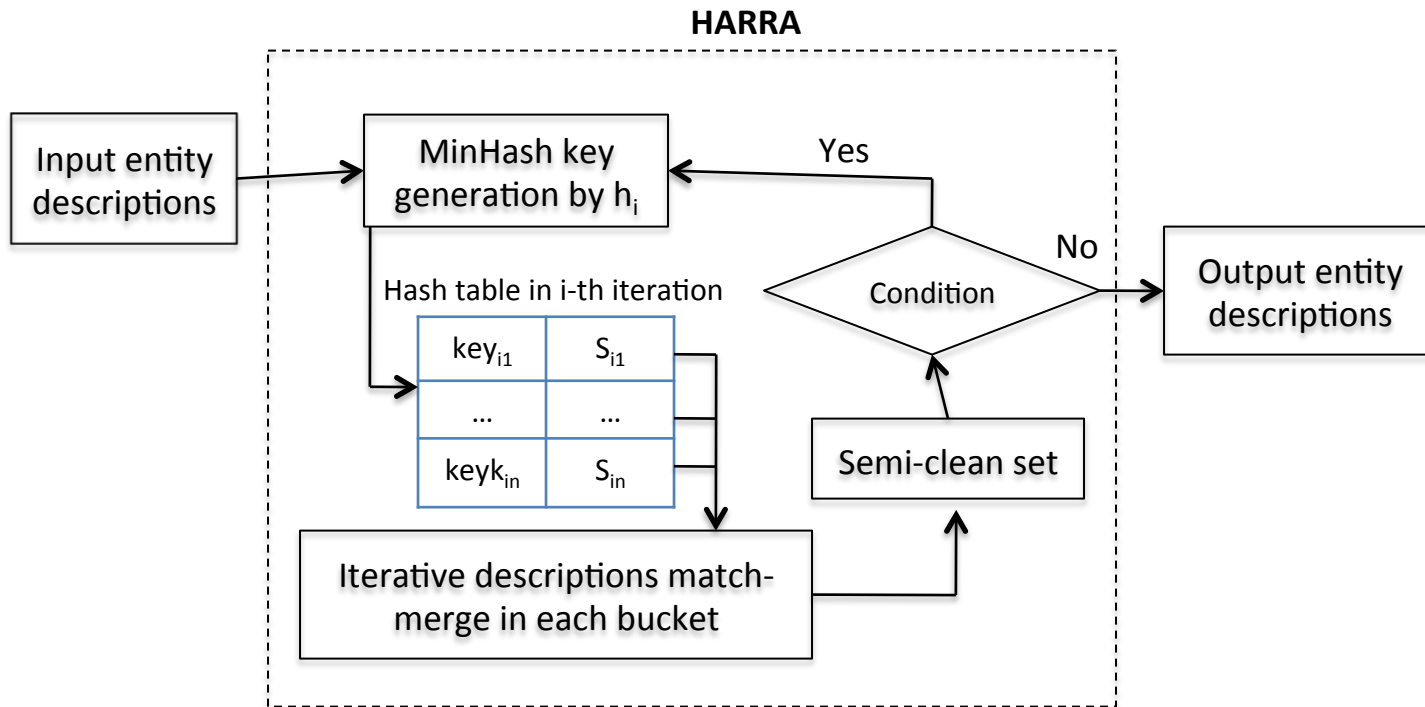 HARRA
Input entity
descriptions
MinHash key
generation by hᵢ
Yes
No
Condition
Output entity
descriptions
Hash table in i-th iteration
keyᵢ₁ Sᵢ₁
... ...
keykᵢₙ Sᵢₙ
Semi-clean set
Iterative descriptions match-
merge in each bucket